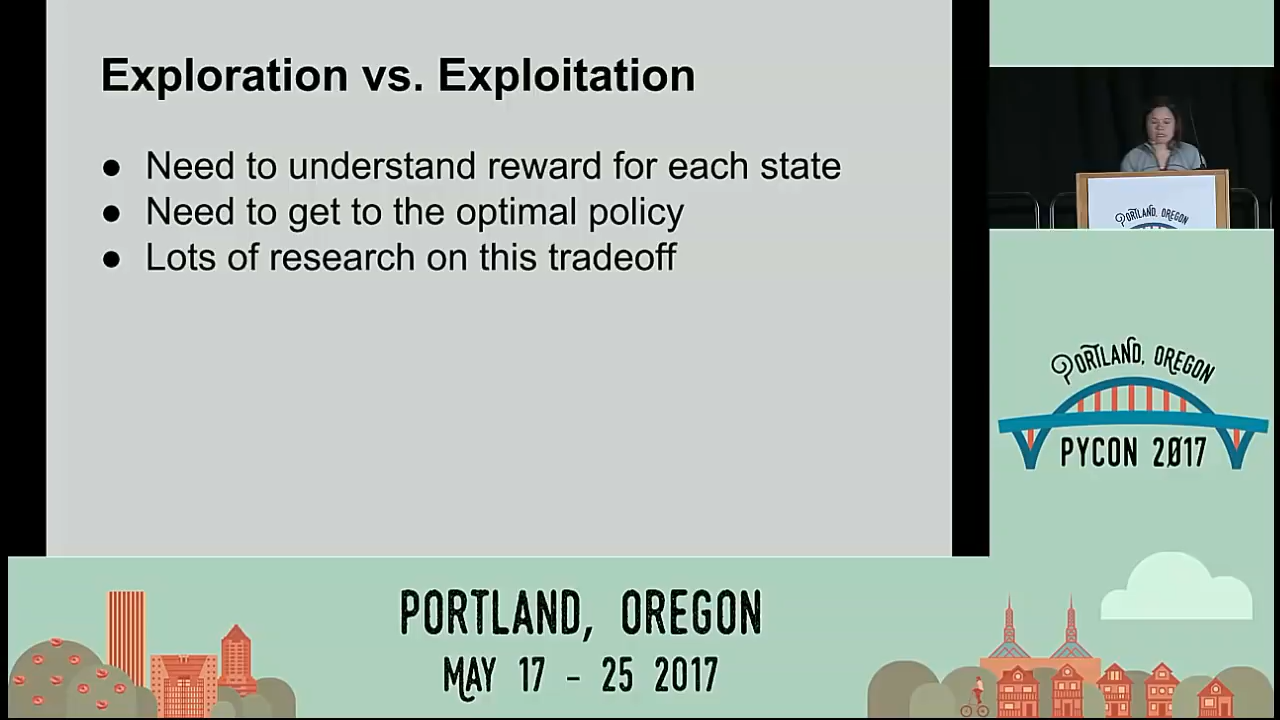 Exploration vs. Exploitation
● Need to understand reward for each state
● Need to get to the optimal policy
● Lots of research on this tradeoff
PORTLAND, OREGON
PORTLAND, OREGON
PYCON 2017
PORTLAND, OREGON
MAY 17 - 25 2017